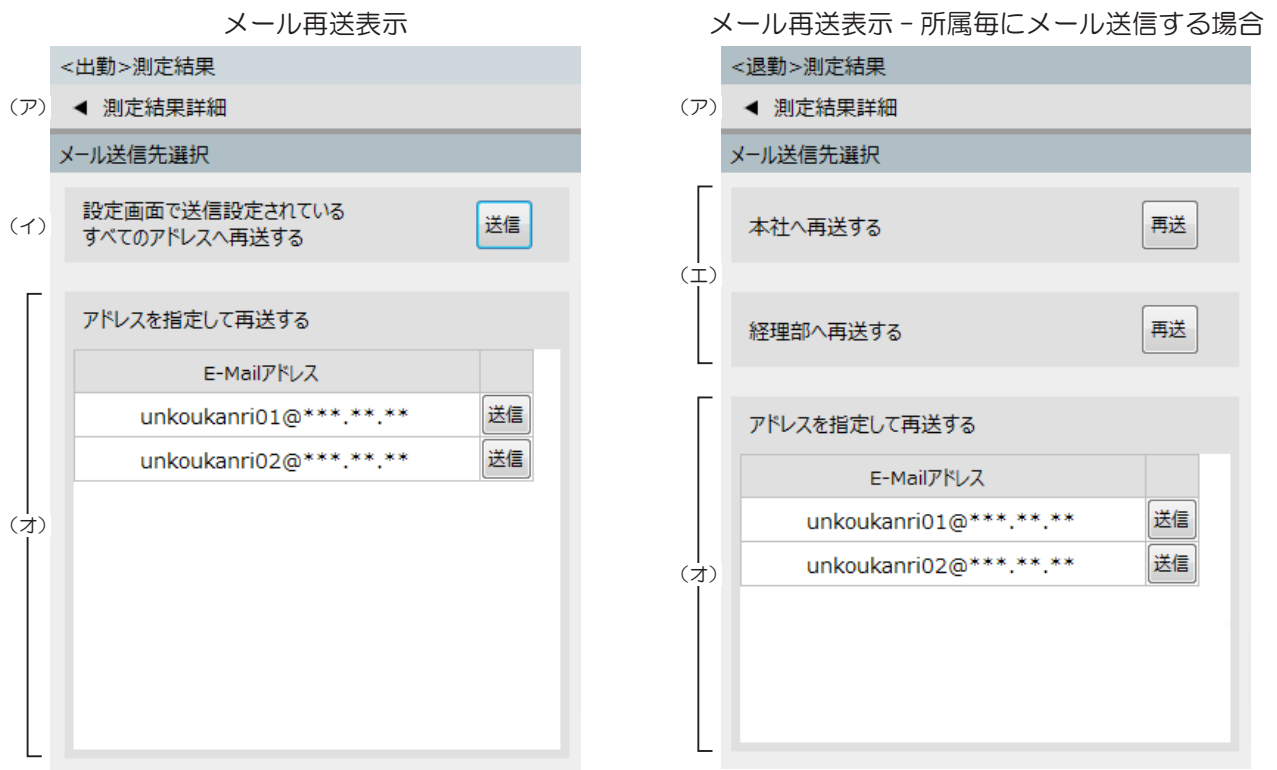 メール再送表示
<出勤>測定結果
（ア）
◀ 測定結果詳細
メール送信先選択
（イ）
設定画面で送信設定されている
すべてのアドレスへ再送する
送信
（オ）
アドレスを指定して再送する
E-Mailアドレス
unkoukanri01@***.**.** 送信
unkoukanri02@***.**.** 送信
メール再送表示－所属毎にメール送信する場合
<退勤>測定結果
（ア）
◀ 測定結果詳細
メール送信先選択
（エ）
本社へ再送する 再送
経理部へ再送する 再送
（オ）
アドレスを指定して再送する
E-Mailアドレス
unkoukanri01@***.**.** 送信
unkoukanri02@***.**.** 送信